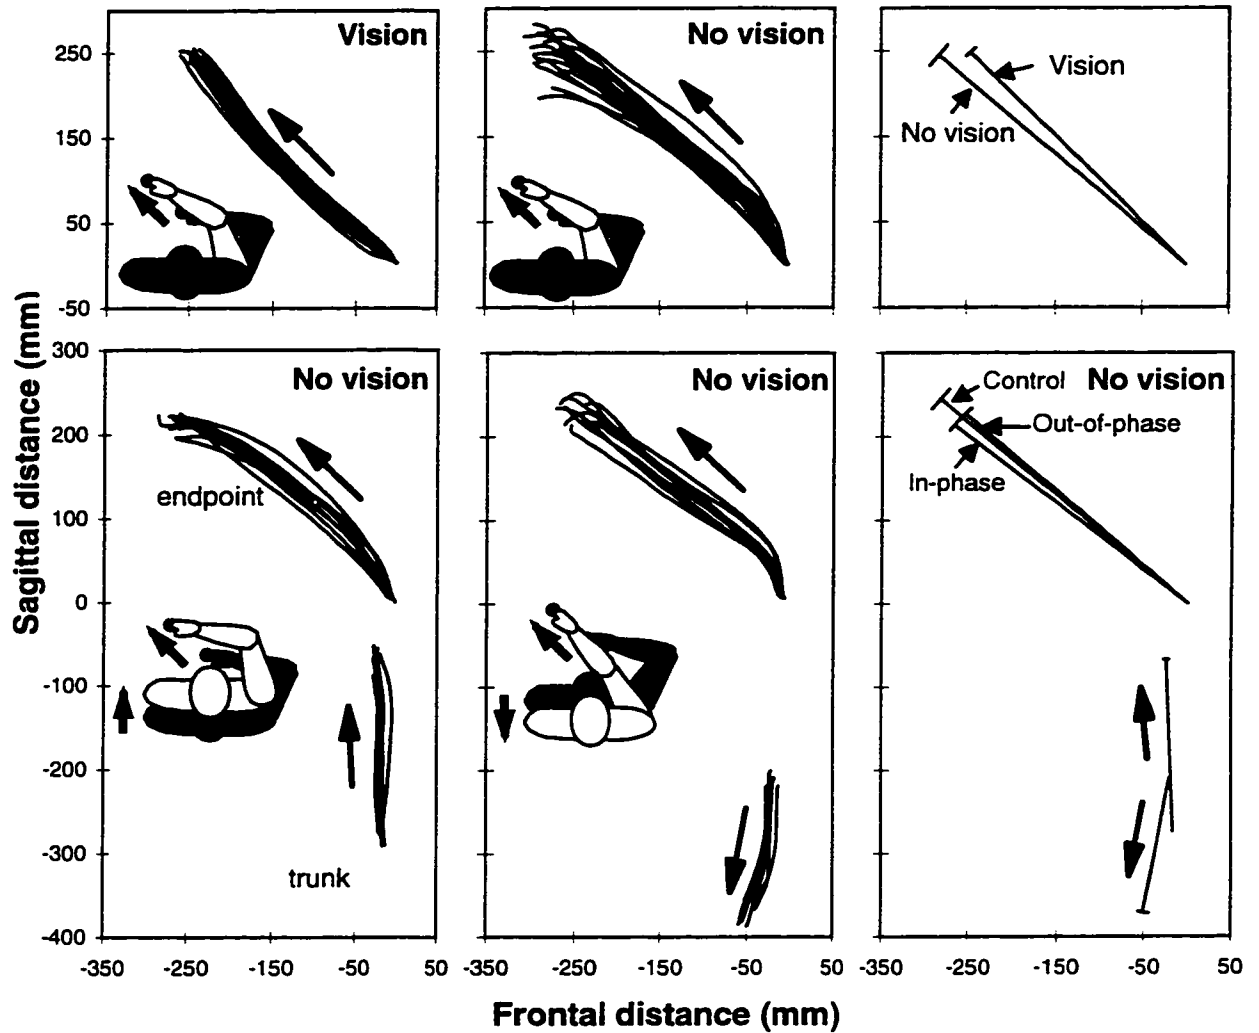 Vision
No vision
250
150
50
-50
Vision
No vision
Sagittal distance (mm)
300
200
100
0
-100
-200
-300
-400
No vision
endpoint
trunk
No vision
Control
No vision
Out-of-phase
In-phase
-350
-250
-150
-50
50
-350
-250
-150
-50
50
-350
-250
-150
-50
50
Frontal distance (mm)